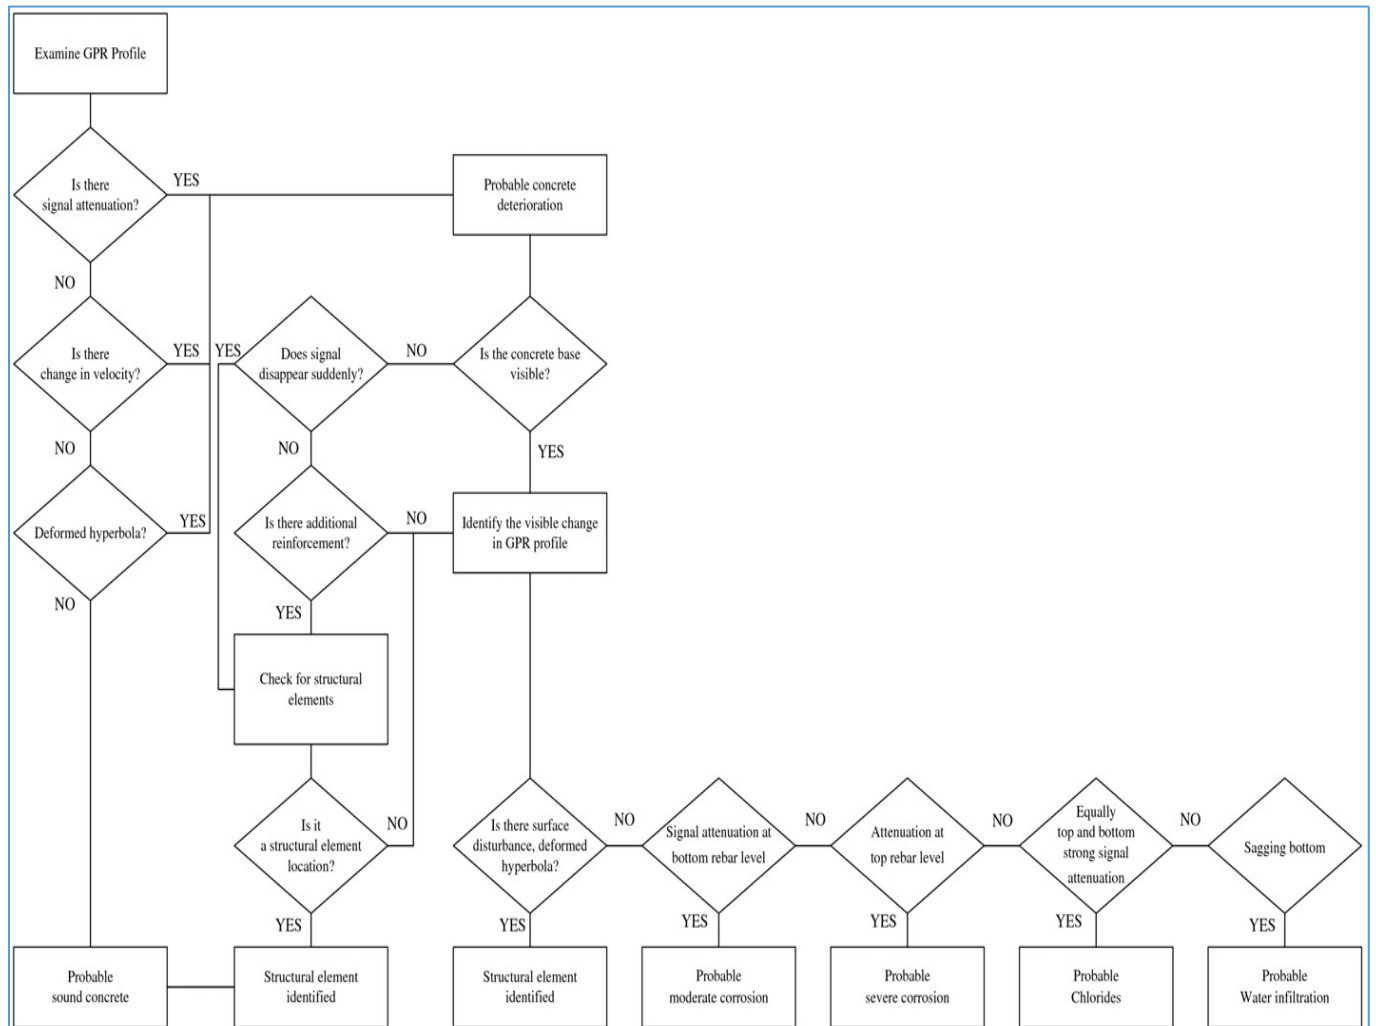 Examine GPR Profile
Is there
signal attenuation?
YES
Probable concrete
deterioration
NO
Is there
change in velocity?
YES
YES
Does signal
disappear suddenly?
NO
Is the concrete base
visible?
NO
NO
YES
Deformed hyperbola?
YES
Is there additional
reinforcement?
NO
Identify the visible change
in GPR profile
NO
YES
Check for structural
elements
Is it
a structural element
location?
NO
Is there surface
disturbance, deformed
hyperbola?
NO
Signal attenuation at
bottom rebar level
NO
Attenuation at
top rebar level
NO
Equally
top and bottom
strong signal
attenuation
NO
Sagging bottom
YES
YES
YES
YES
YES
YES
Probable
sound concrete
Structural element
identified
Structural element
identified
Probable
moderate corrosion
Probable
severe corrosion
Probable
Chlorides
Probable
Water infiltration